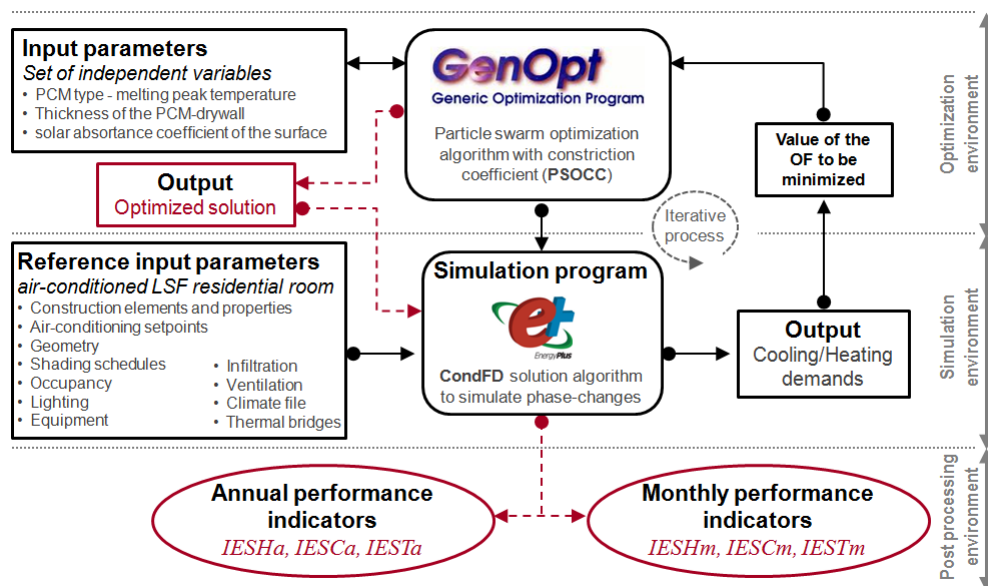 Input parameters
Set of independent variables
• PCM type - melting peak temperature
• Thickness of the PCM-drywall
• solar absortance coefficient of the surface
GenOpt
Generic Optimization Program
Particle swarm optimization
algorithm with constriction
coefficient (PSOCC)
Value of the
OF to be
minimized
Optimization
environment
Output
Optimized solution
Iterative
process
Reference input parameters
air-conditioned LSF residential room
• Construction elements and properties
• Air-conditioning setpoints
• Geometry
• Shading schedules
• Occupancy
• Lighting
• Equipment
• Infiltration
• Ventilation
• Climate file
• Thermal bridges
Simulation program
e+
EnergyPlus
CondFD solution algorithm
to simulate phase-changes
Output
Cooling/Heating
demands
Simulation
environment
Annual performance
indicators
IESHa, IESCa, IESTa
Monthly performance
indicators
IESHm, IESCm, IESTm
Post processing
environment